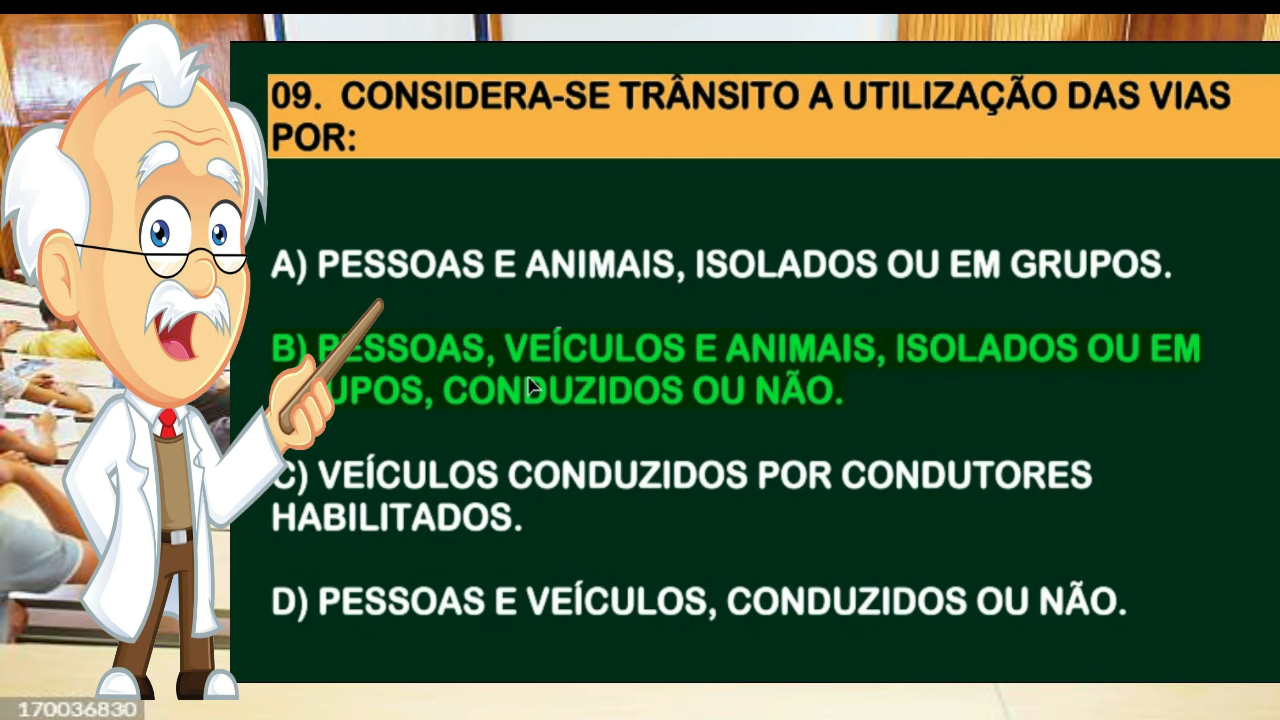 09. CONSIDERA-SE TRÂNSITO A UTILIZAÇÃO DAS VIAS
POR:
A) PESSOAS E ANIMAIS, ISOLADOS OU EM GRUPOS.
B) PESSOAS, VEÍCULOS E ANIMAIS, ISOLADOS OU EM
UPOS, CONDUZIDOS OU NÃO.
C) VEÍCULOS CONDUZIDOS POR CONDUTORES
HABILITADOS.
D) PESSOAS E VEÍCULOS, CONDUZIDOS OU NÃO.
170036830